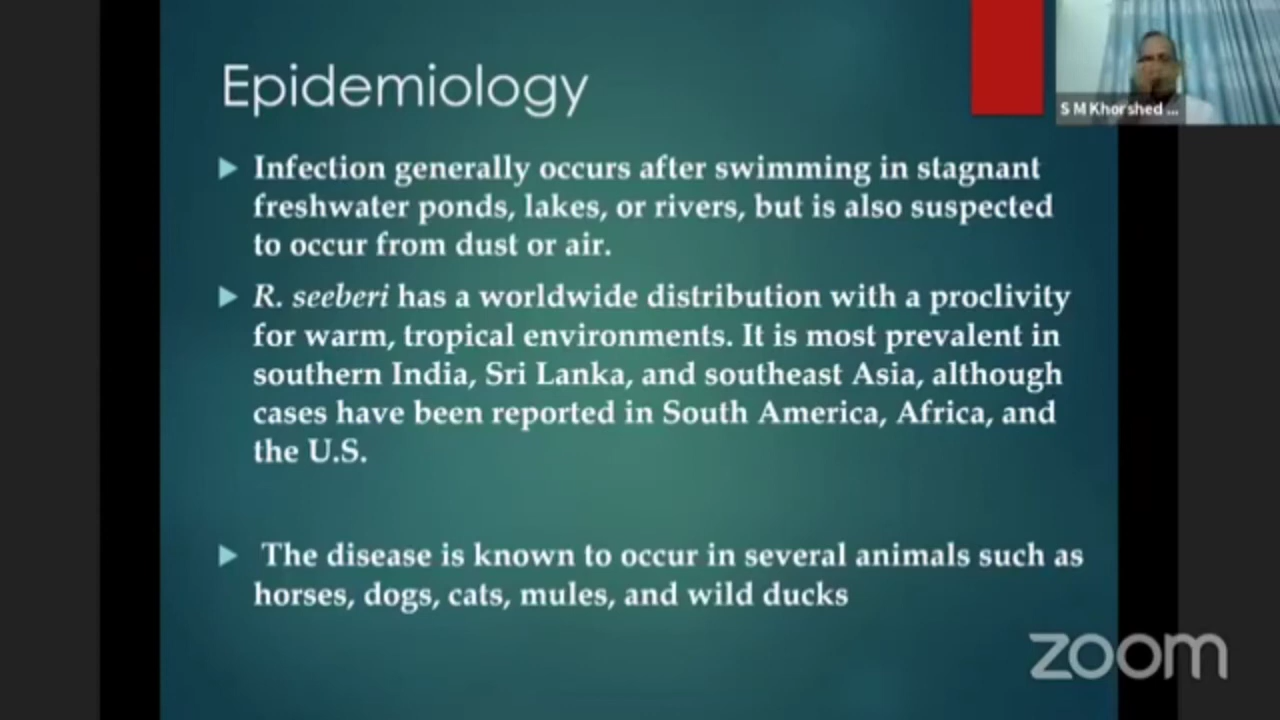 S M Khorshed ...
Epidemiology
Infection generally occurs after swimming in stagnant
freshwater ponds, lakes, or rivers, but is also suspected
to occur from dust or air.
R. seeberi has a worldwide distribution with a proclivity
for warm, tropical environments. It is most prevalent in
southern India, Sri Lanka, and southeast Asia, although
cases have been reported in South America, Africa, and
the U.S.
The disease is known to occur in several animals such as
horses, dogs, cats, mules, and wild ducks
zoom